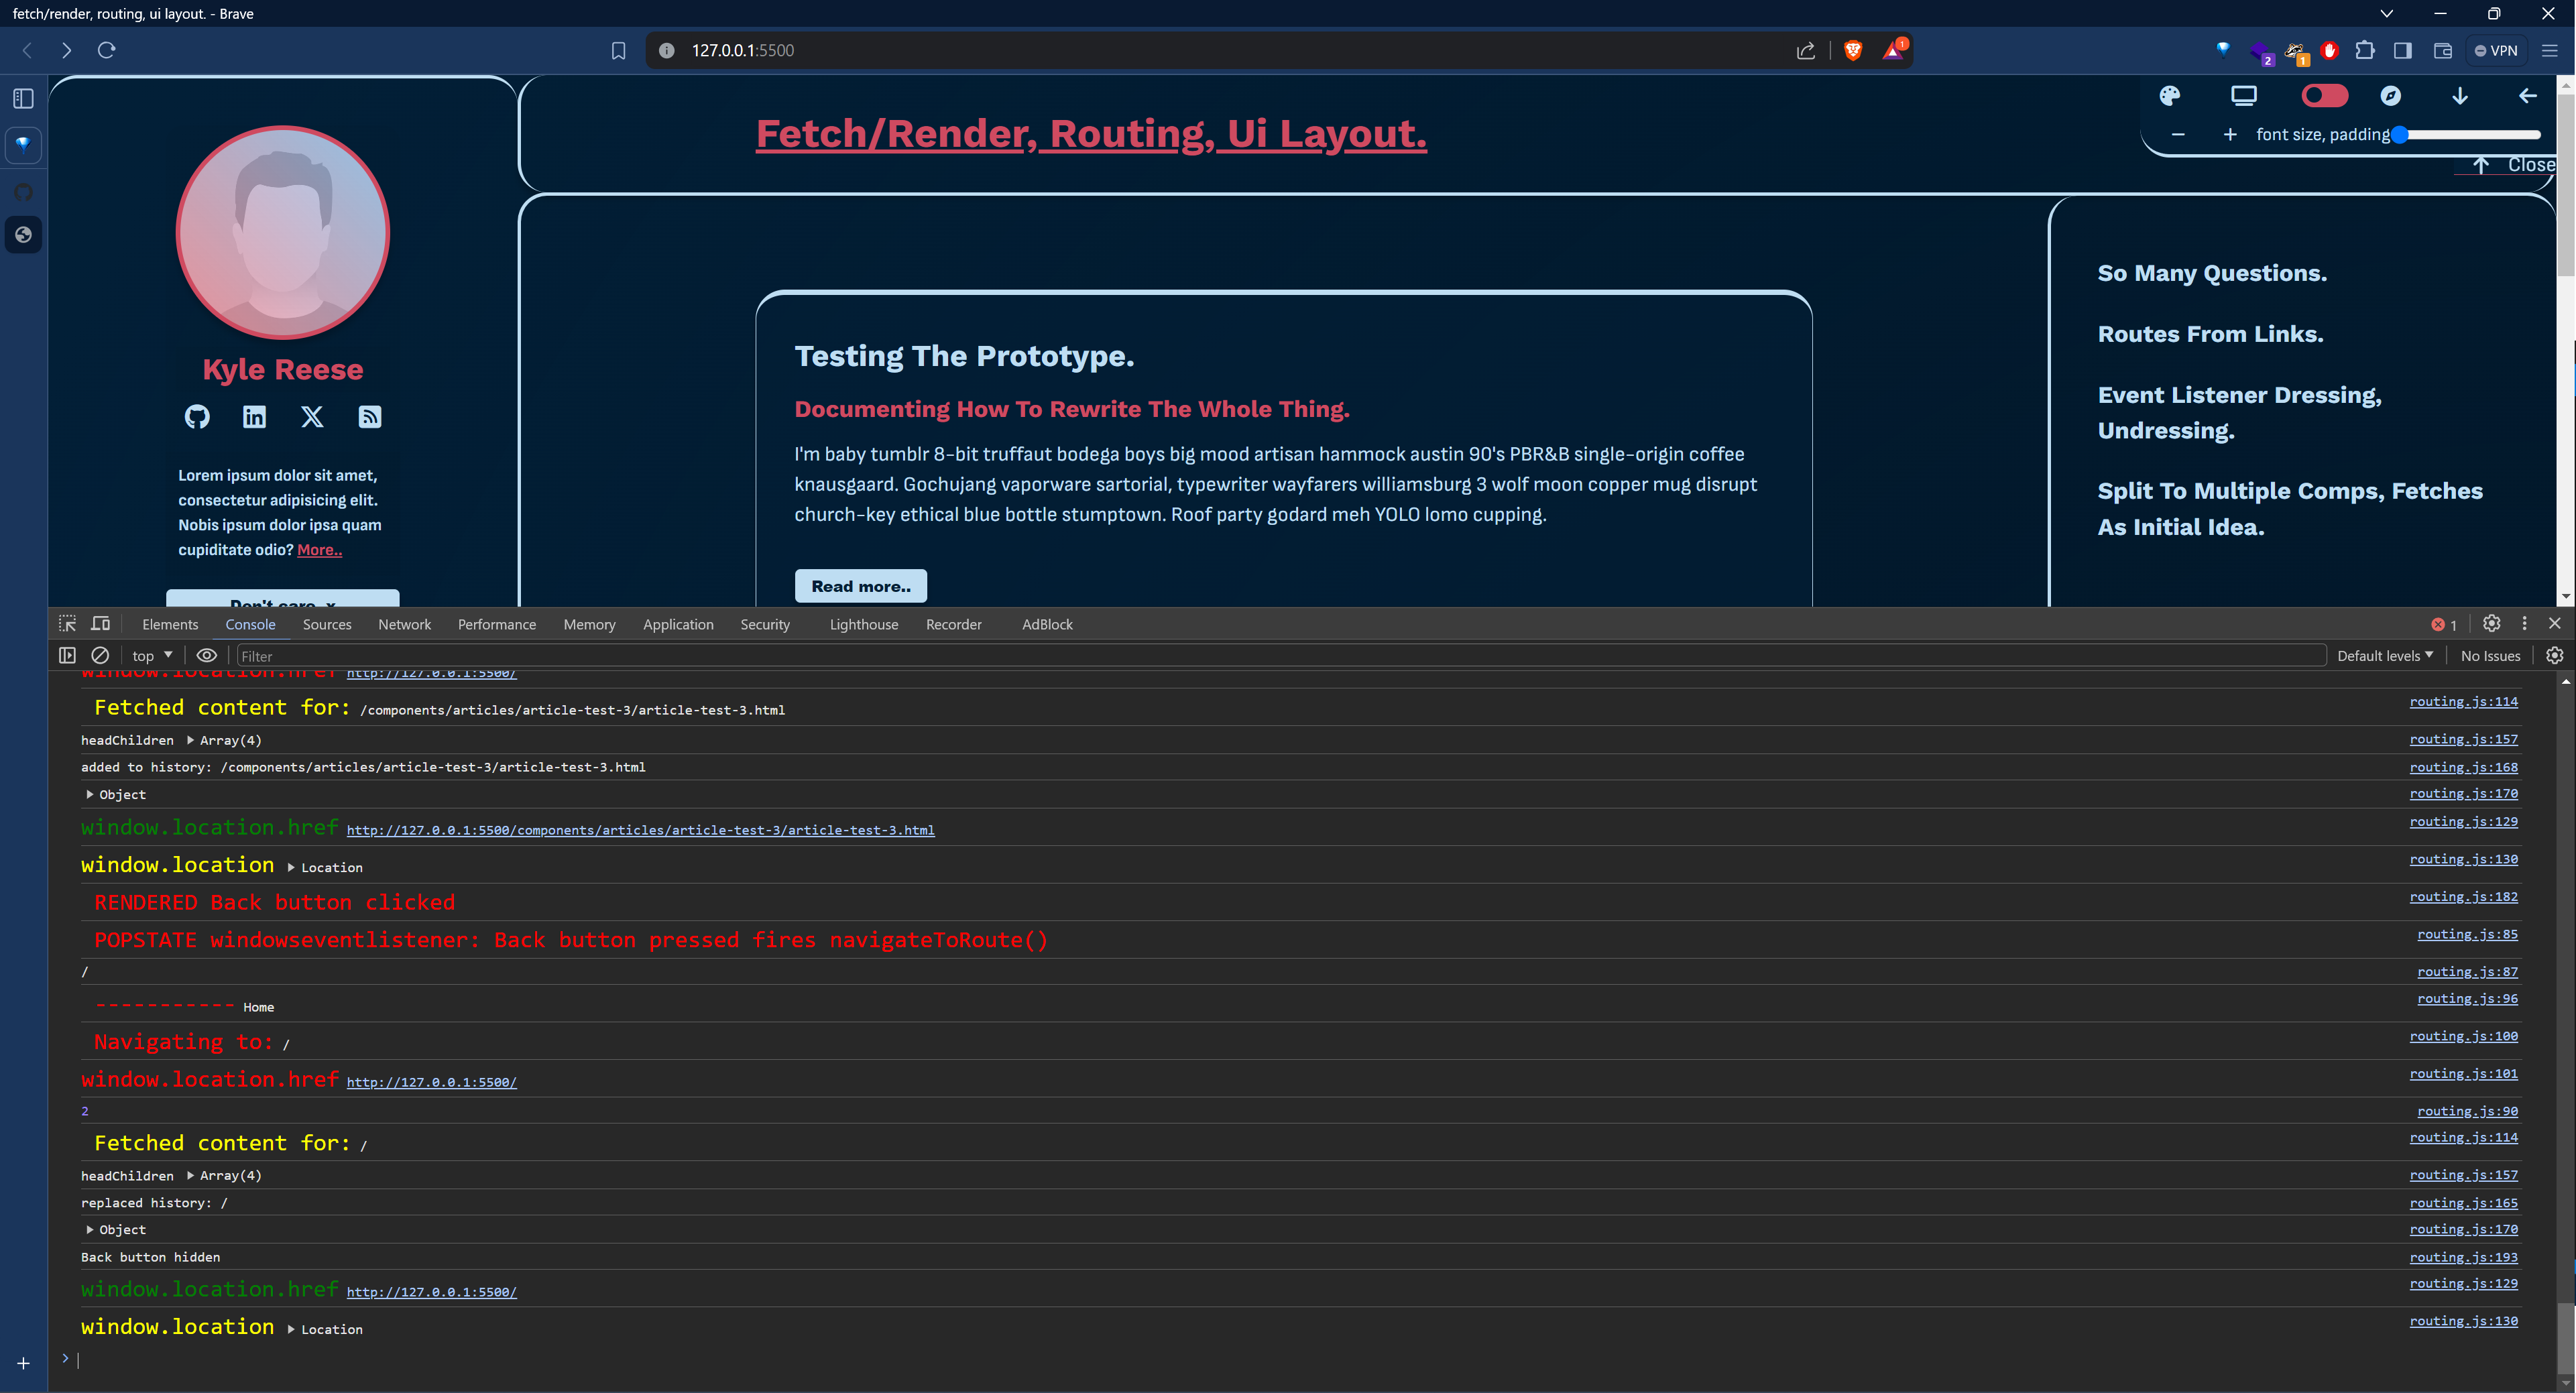 fetch/render, routing, ui layout. - Brave
127.0.0.1:5500
1
2
1
VPN
Fetch/Render, Routing, Ui Layout.
font size, padding
Close
Kyle Reese
Lorem ipsum dolor sit amet,
consectetur adipisicing elit.
Nobis ipsum dolor ipsa quam
cupiditate odio? More..
Don't care. x
Testing The Prototype.
Documenting How To Rewrite The Whole Thing.
I'm baby tumblr 8-bit truffaut bodega boys big mood artisan hammock austin 90's PBR&B single-origin coffee
knausgaard. Gochujang vaporware sartorial, typewriter wayfarers williamsburg 3 wolf moon copper mug disrupt
church-key ethical blue bottle stumptown. Roof party godard meh YOLO lomo cupping.
Read more..
So Many Questions.
Routes From Links.
Event Listener Dressing,
Undressing.
Split To Multiple Comps, Fetches
As Initial Idea.
Elements Console Sources Network Performance Memory Application Security Lighthouse Recorder AdBlock 1
top Filter Default levels No Issues
window.location.href http://127.0.0.1:5500/
Fetched content for: /components/articles/article-test-3/article-test-3.html routing.js:114
headChildren Array(4) routing.js:157
added to history: /components/articles/article-test-3/article-test-3.html routing.js:168
Object routing.js:170
window.location.href http://127.0.0.1:5500/components/articles/article-test-3/article-test-3.html routing.js:129
window.location Location routing.js:130
RENDERED Back button clicked routing.js:182
POPSTATE windowseventlistener: Back button pressed fires navigateToRoute() routing.js:85
/ routing.js:87
----------- Home routing.js:96
Navigating to: / routing.js:100
window.location.href http://127.0.0.1:5500/ routing.js:101
2 routing.js:90
Fetched content for: / routing.js:114
headChildren Array(4) routing.js:157
replaced history: / routing.js:165
Object routing.js:170
Back button hidden routing.js:193
window.location.href http://127.0.0.1:5500/ routing.js:129
window.location Location routing.js:130